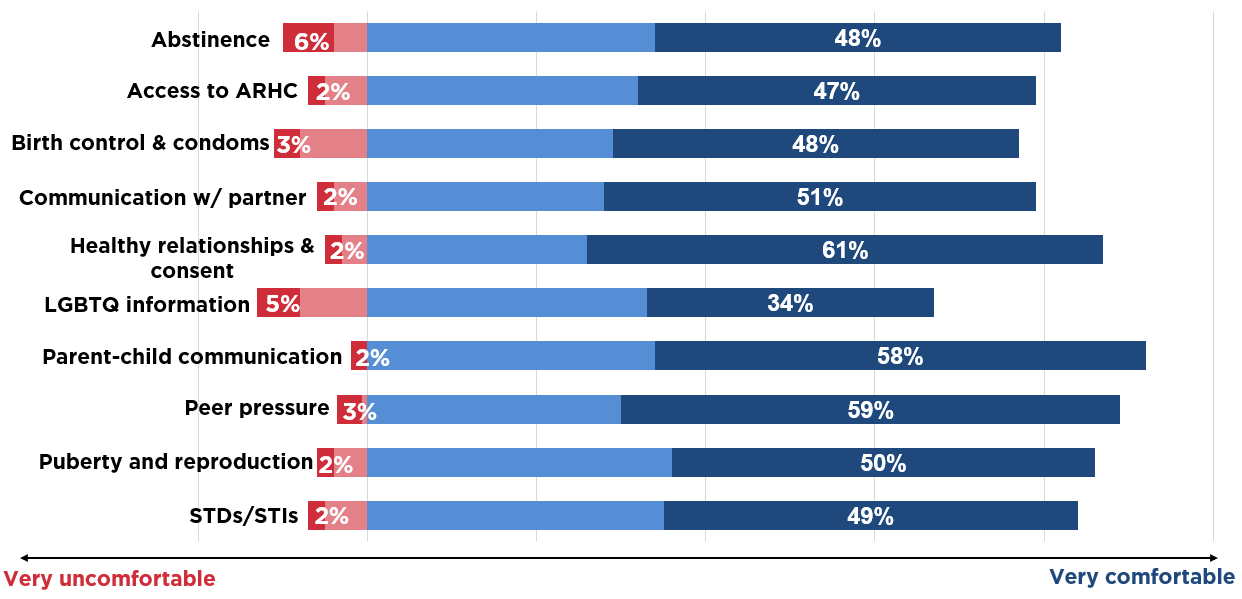 Abstinence 6% 48%
Access to ARHC 2% 47%
Birth control & condoms 3% 48%
Communication w/ partner 2% 51%
Healthy relationships &
consent 2% 61%
LGBTQ information 5% 34%
Parent-child communication 2% 58%
Peer pressure 3% 59%
Puberty and reproduction 2% 50%
STDs/STIs 2% 49%
Very uncomfortable Very comfortable